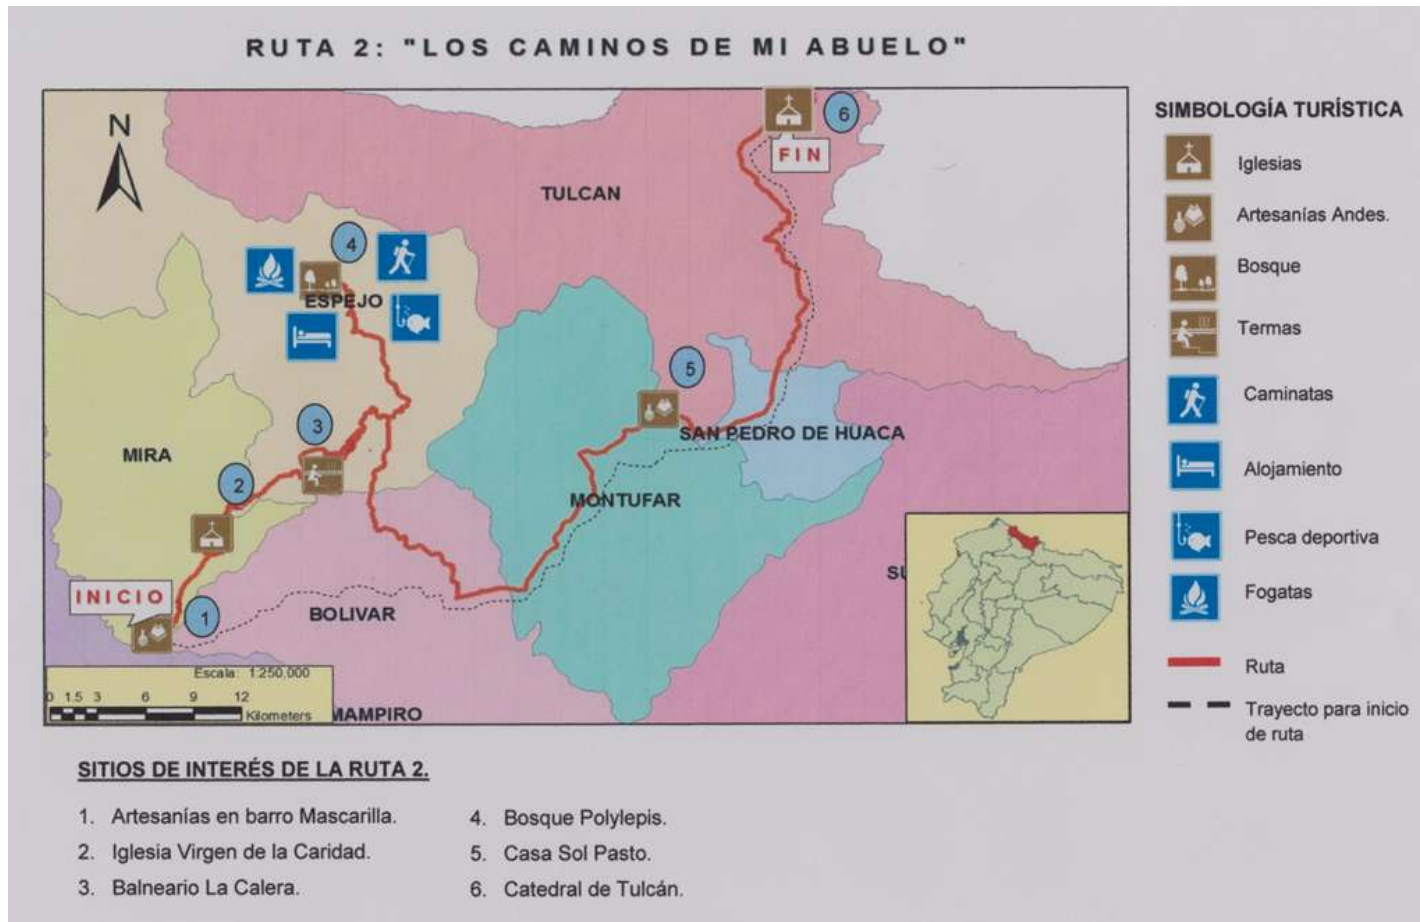 RUTA 2: "LOS CAMINOS DE MI ABUELO"
N
TULCAN
6
FIN
4
ESPEJO
5
3
SAN PEDRO DE HUACA
MIRA
2
MONTUFAR
INICIO
1
BOLIVAR
SU
Escala: 1:250,000
0 1.5 3 6 9 12
Kilometers
MAMPIRO
SIMBOLOGÍA TURÍSTICA
Iglesias
Artesanías Andes.
Bosque
Termas
Caminatas
Alojamiento
Pesca deportiva
Fogatas
Ruta
Trayecto para inicio
de ruta
SITIOS DE INTERÉS DE LA RUTA 2.
1. Artesanías en barro Mascarilla.
2. Iglesia Virgen de la Caridad.
3. Balneario La Calera.
4. Bosque Polylepis.
5. Casa Sol Pasto.
6. Catedral de Tulcán.